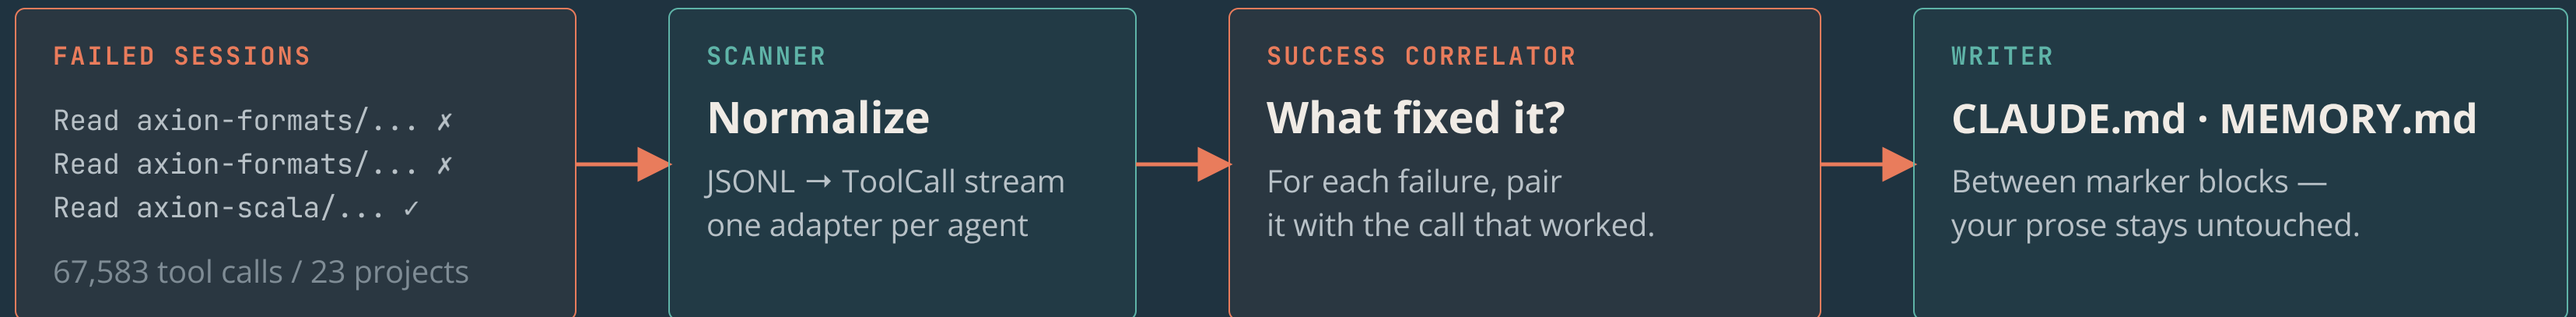 FAILED SESSIONS
Read axion-formats/... ✗
Read axion-formats/... ✗
Read axion-scala/... ✓
67,583 tool calls / 23 projects
SCANNER
Normalize
JSONL → ToolCall stream
one adapter per agent
SUCCESS CORRELATOR
What fixed it?
For each failure, pair
it with the call that worked.
WRITER
CLAUDE.md · MEMORY.md
Between marker blocks —
your prose stays untouched.